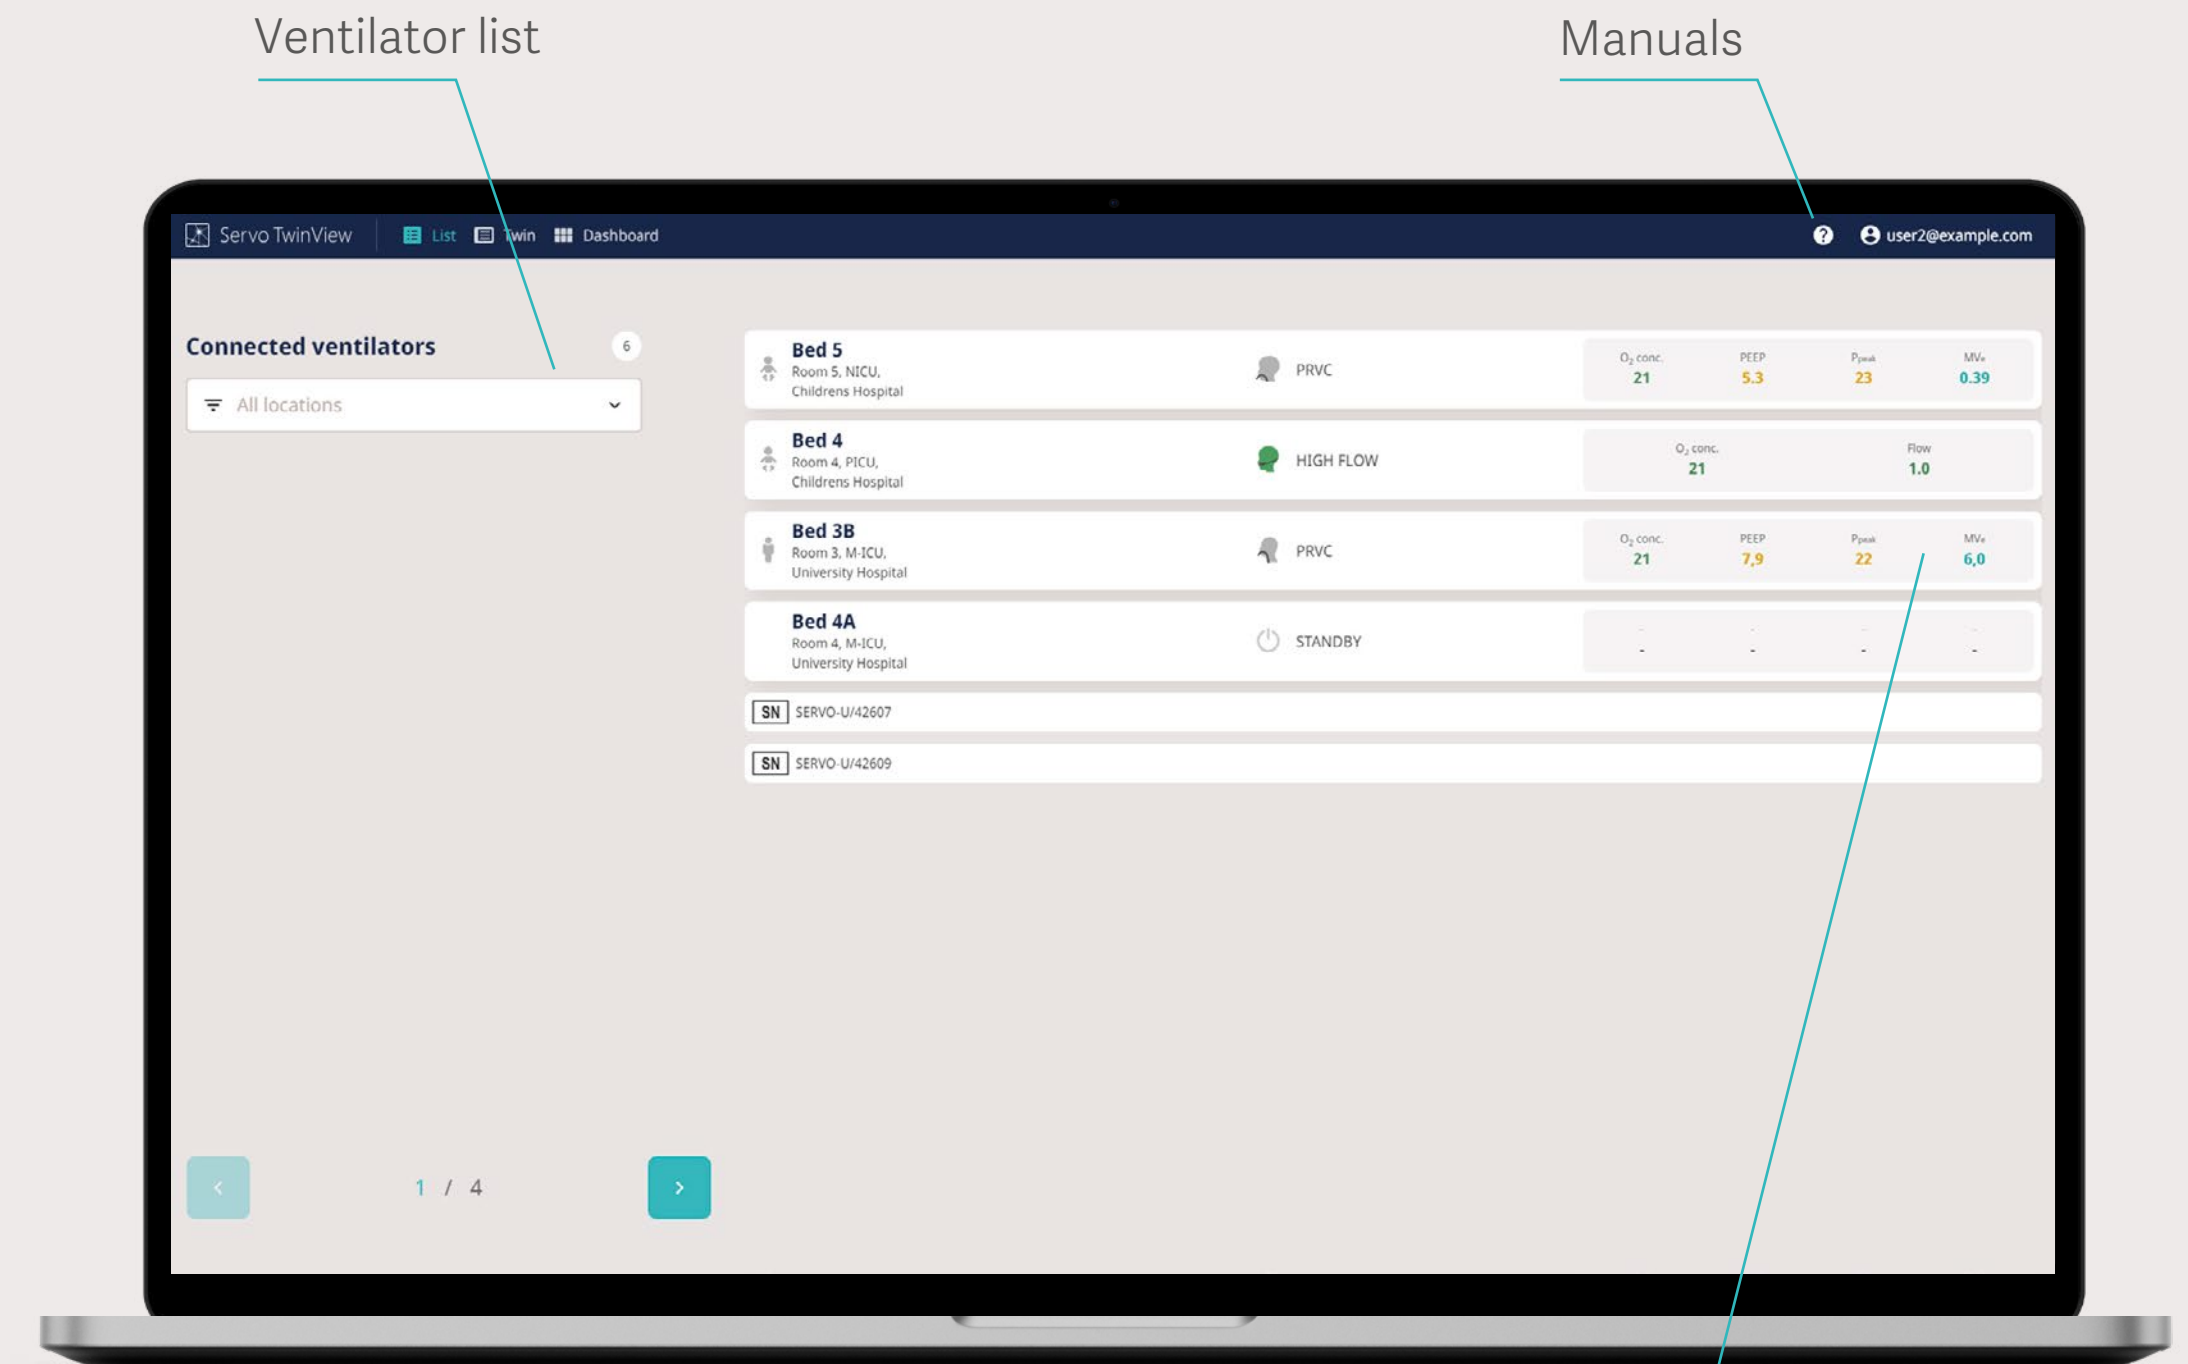 Ventilator list
Manuals
Servo TwinView
List
Twin
Dashboard
?
user2@example.com
Connected ventilators
6
All locations
Bed 5
Room 5, NICU,
Childrens Hospital
PRVC
O₂ conc. PEEP Ppeak MVe
21 5.3 23 0.39
Bed 4
Room 4, PICU,
Childrens Hospital
HIGH FLOW
O₂ conc. Flow
21 1.0
Bed 3B
Room 3, M-ICU,
University Hospital
PRVC
O₂ conc. PEEP Ppeak MVe
21 7,9 22 6,0
Bed 4A
Room 4, M-ICU,
University Hospital
STANDBY
- - - -
- - - -
SN SERVO-U/42607
SN SERVO-U/42609
1 / 4